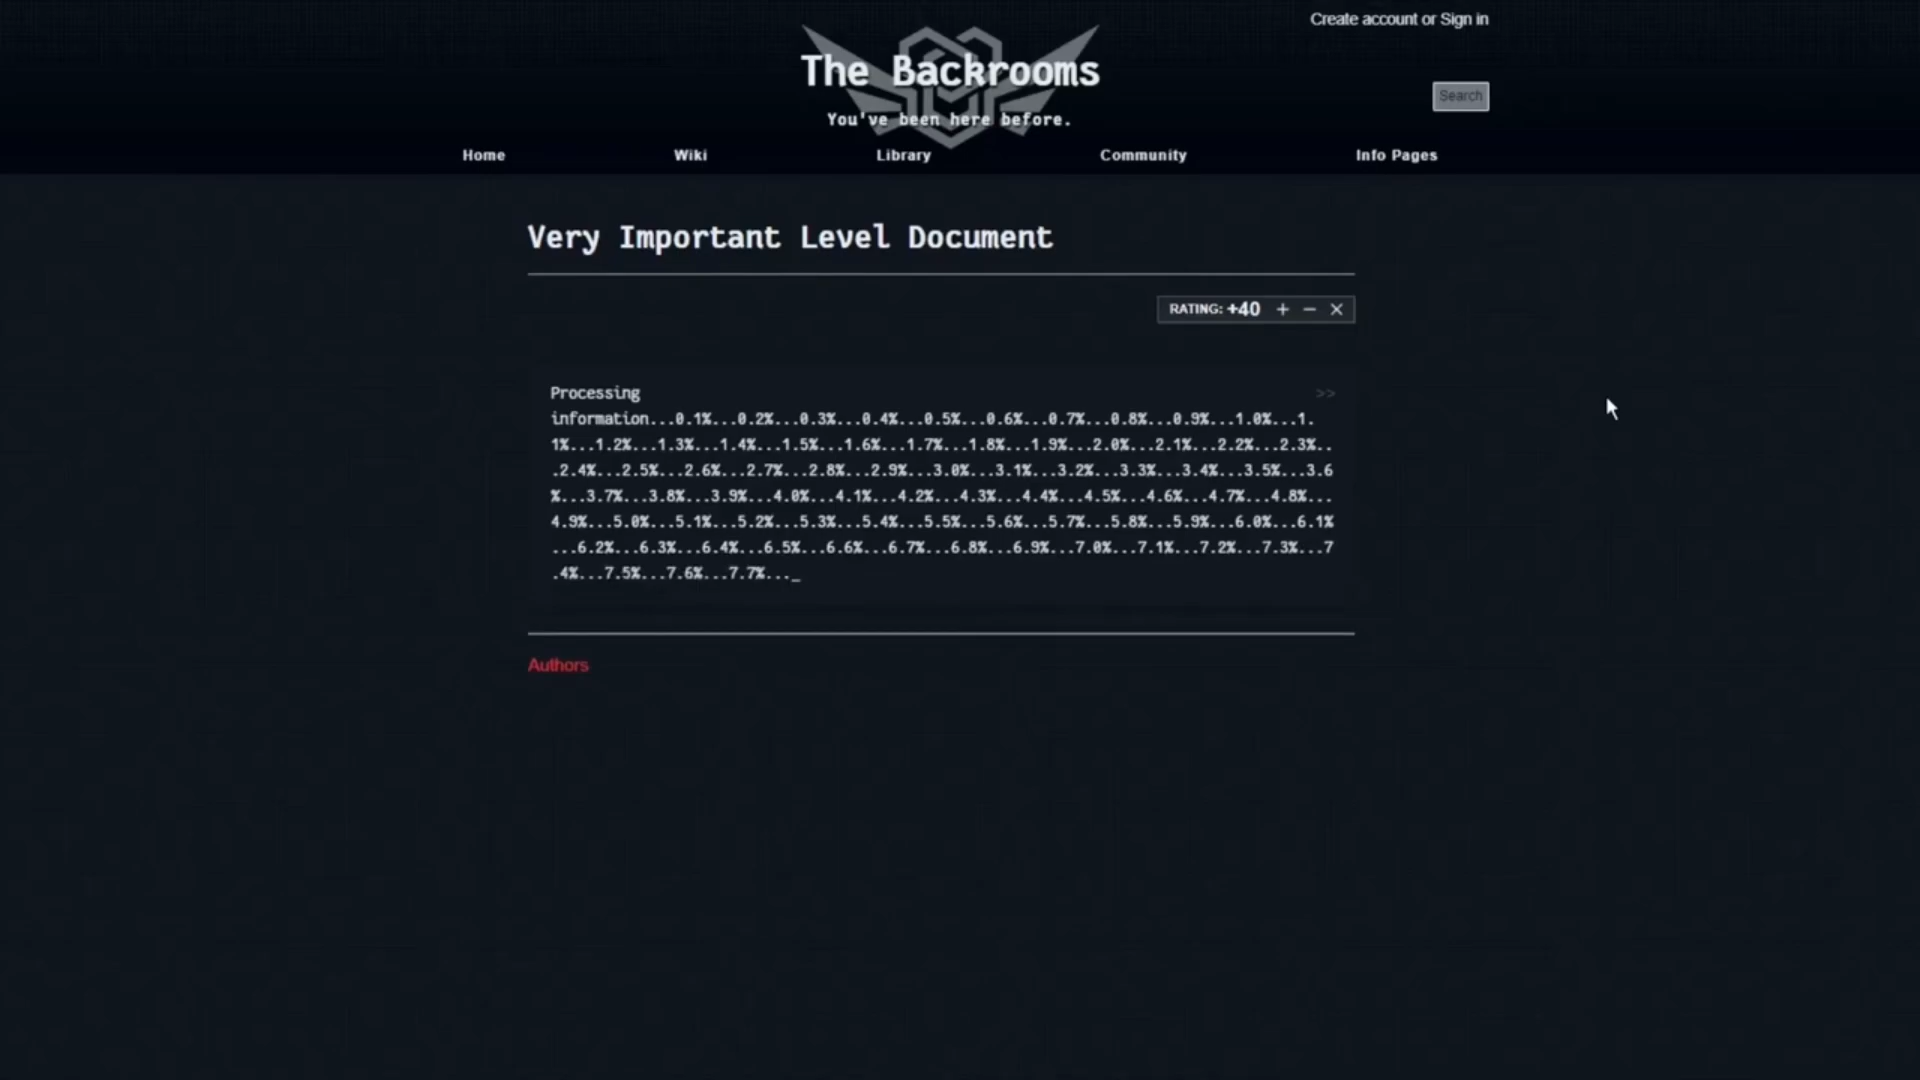 Create account or Sign in
The Backrooms
Search
You've been here before.
Home Wiki Library Community Info Pages
Very Important Level Document
RATING: +40 + − ×
Processing >>
information...0.1%...0.2%...0.3%...0.4%...0.5%...0.6%...0.7%...0.8%...0.9%...1.0%...1.
1%...1.2%...1.3%...1.4%...1.5%...1.6%...1.7%...1.8%...1.9%...2.0%...2.1%...2.2%...2.3%..
.2.4%...2.5%...2.6%...2.7%...2.8%...2.9%...3.0%...3.1%...3.2%...3.3%...3.4%...3.5%...3.6
%...3.7%...3.8%...3.9%...4.0%...4.1%...4.2%...4.3%...4.4%...4.5%...4.6%...4.7%...4.8%...
4.9%...5.0%...5.1%...5.2%...5.3%...5.4%...5.5%...5.6%...5.7%...5.8%...5.9%...6.0%...6.1%
...6.2%...6.3%...6.4%...6.5%...6.6%...6.7%...6.8%...6.9%...7.0%...7.1%...7.2%...7.3%...7
.4%...7.5%...7.6%...7.7%..._
Authors